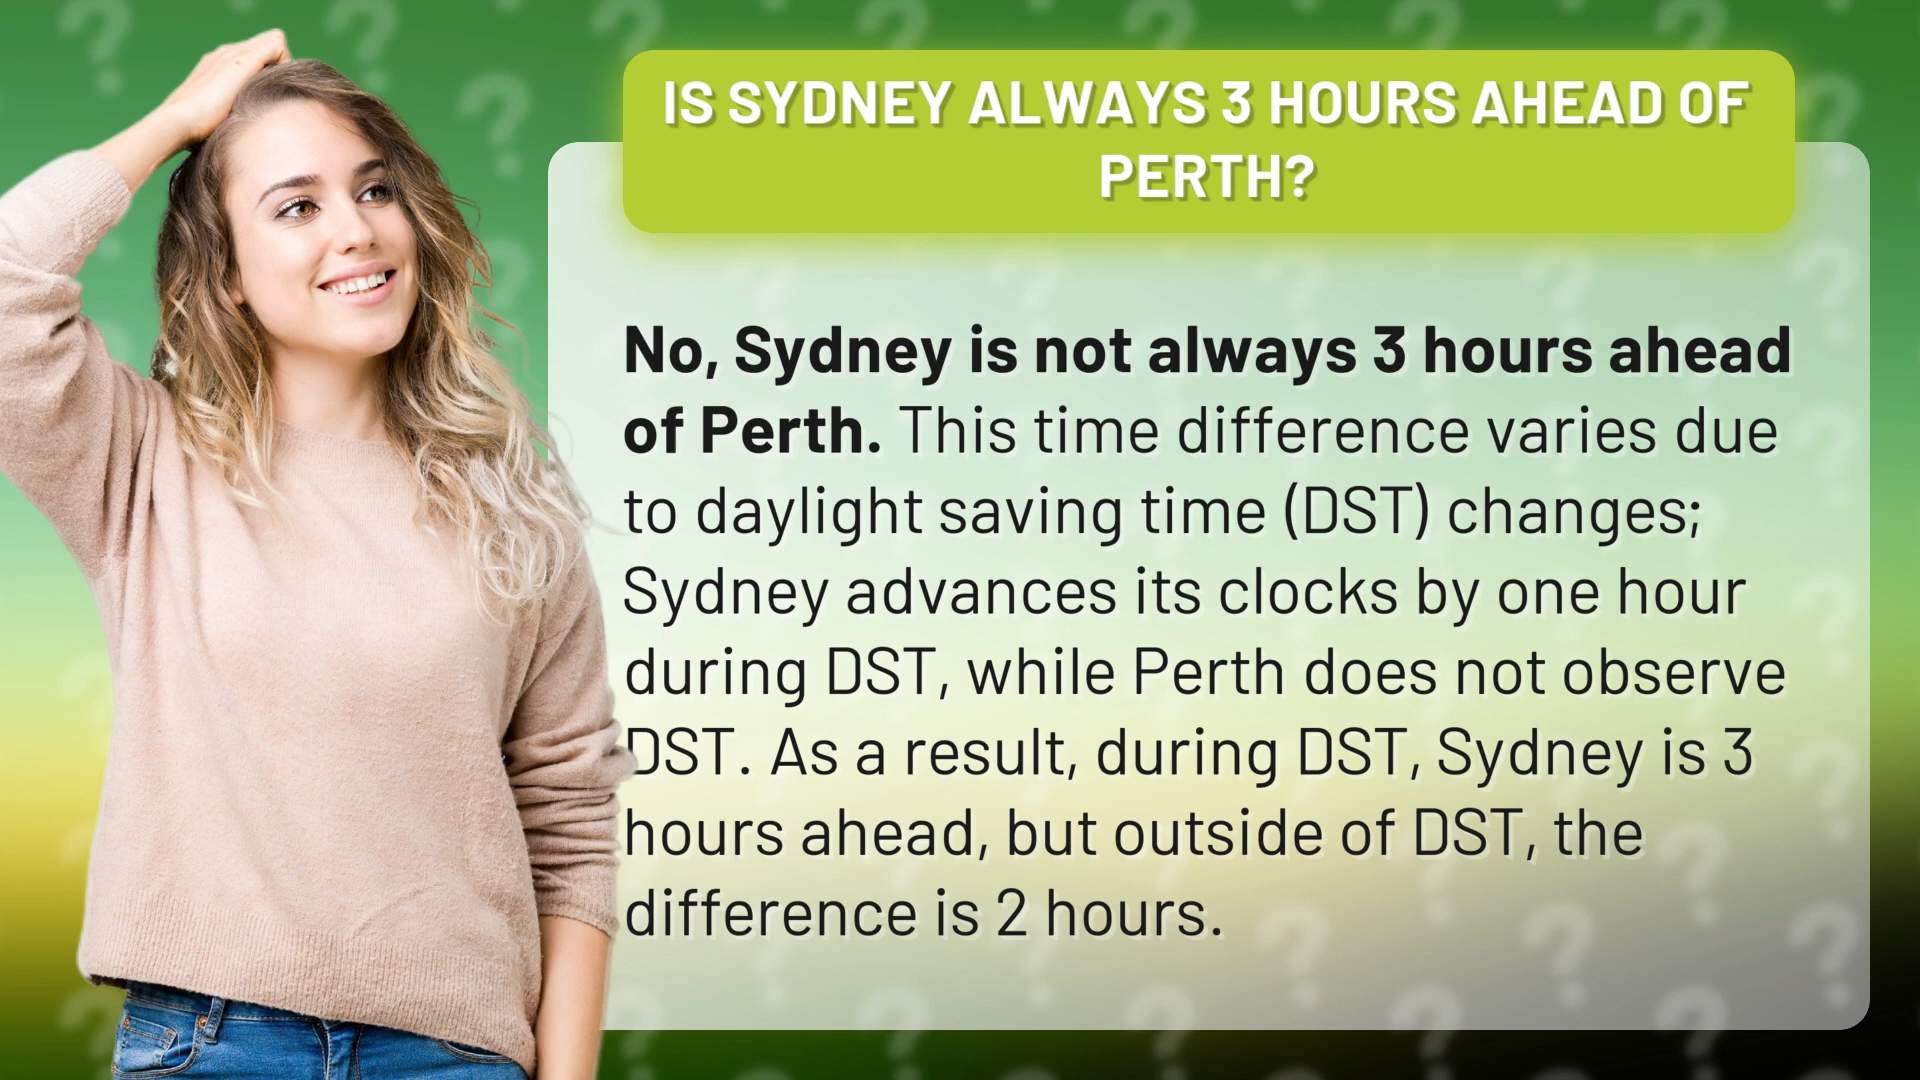 IS SYDNEY ALWAYS 3 HOURS AHEAD OF
PERTH?
No, Sydney is not always 3 hours ahead
of Perth. This time difference varies due
to daylight saving time (DST) changes;
Sydney advances its clocks by one hour
during DST, while Perth does not observe
DST. As a result, during DST, Sydney is 3
hours ahead, but outside of DST, the
difference is 2 hours.